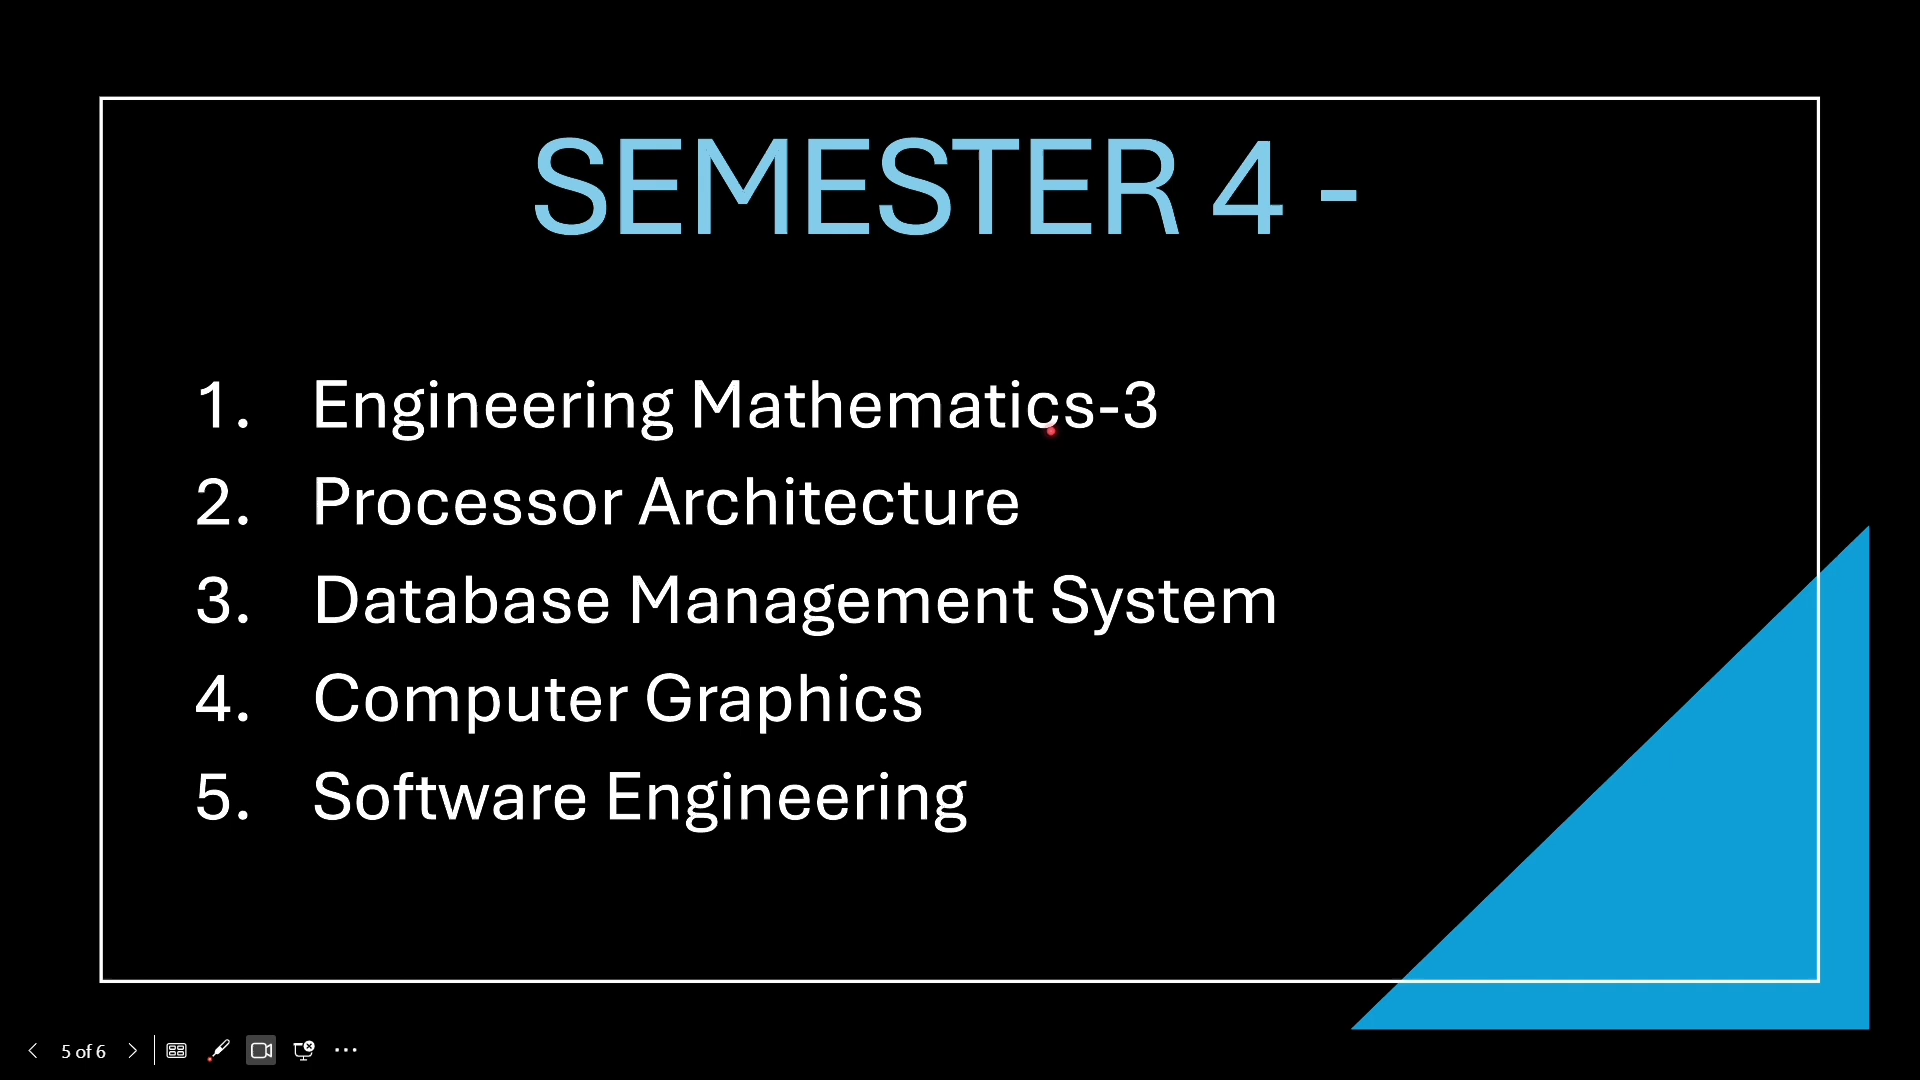 SEMESTER 4 -
1. Engineering Mathematics-3
2. Processor Architecture
3. Database Management System
4. Computer Graphics
5. Software Engineering
5 of 6